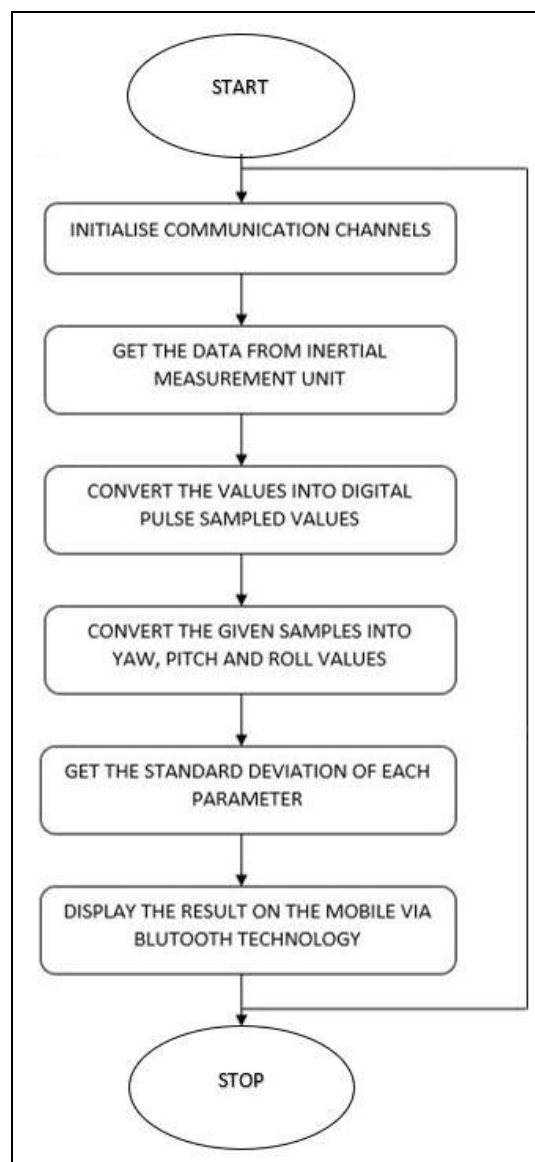 START
INITIALISE COMMUNICATION CHANNELS
GET THE DATA FROM INERTIAL
MEASUREMENT UNIT
CONVERT THE VALUES INTO DIGITAL
PULSE SAMPLED VALUES
CONVERT THE GIVEN SAMPLES INTO
YAW, PITCH AND ROLL VALUES
GET THE STANDARD DEVIATION OF EACH
PARAMETER
DISPLAY THE RESULT ON THE MOBILE VIA
BLUTOOTH TECHNOLOGY
STOP